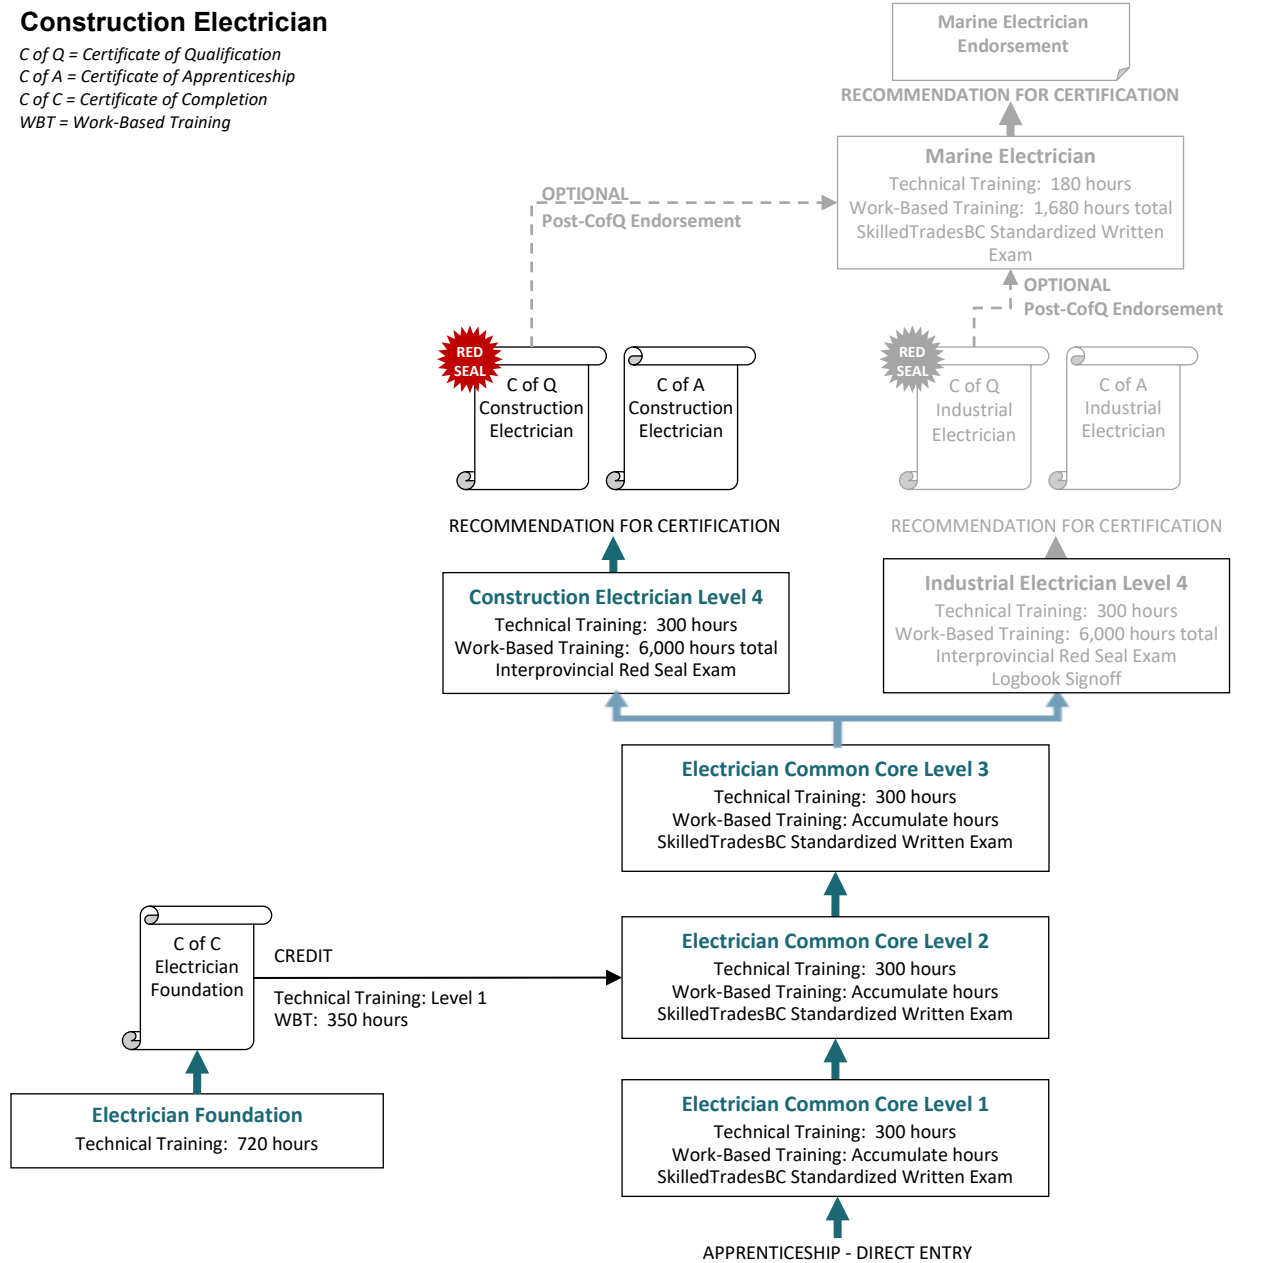 Construction Electrician
C of Q = Certificate of Qualification
C of A = Certificate of Apprenticeship
C of C = Certificate of Completion
WBT = Work-Based Training
Marine Electrician
Endorsement
RECOMMENDATION FOR CERTIFICATION
Marine Electrician
Technical Training:  180 hours
Work-Based Training:  1,680 hours total
SkilledTradesBC Standardized Written
Exam
OPTIONAL
Post-CofQ Endorsement
OPTIONAL
Post-CofQ Endorsement
RED
SEAL
C of Q
Construction
Electrician
C of A
Construction
Electrician
RED
SEAL
C of Q
Industrial
Electrician
C of A
Industrial
Electrician
RECOMMENDATION FOR CERTIFICATION
RECOMMENDATION FOR CERTIFICATION
Construction Electrician Level 4
Technical Training:  300 hours
Work-Based Training:  6,000 hours total
Interprovincial Red Seal Exam
Industrial Electrician Level 4
Technical Training:  300 hours
Work-Based Training:  6,000 hours total
Interprovincial Red Seal Exam
Logbook Signoff
Electrician Common Core Level 3
Technical Training:  300 hours
Work-Based Training: Accumulate hours
SkilledTradesBC Standardized Written Exam
Electrician Common Core Level 2
Technical Training:  300 hours
Work-Based Training: Accumulate hours
SkilledTradesBC Standardized Written Exam
C of C
Electrician
Foundation
CREDIT
Technical Training: Level 1
WBT:  350 hours
Electrician Foundation
Technical Training:  720 hours
Electrician Common Core Level 1
Technical Training:  300 hours
Work-Based Training: Accumulate hours
SkilledTradesBC Standardized Written Exam
APPRENTICESHIP - DIRECT ENTRY